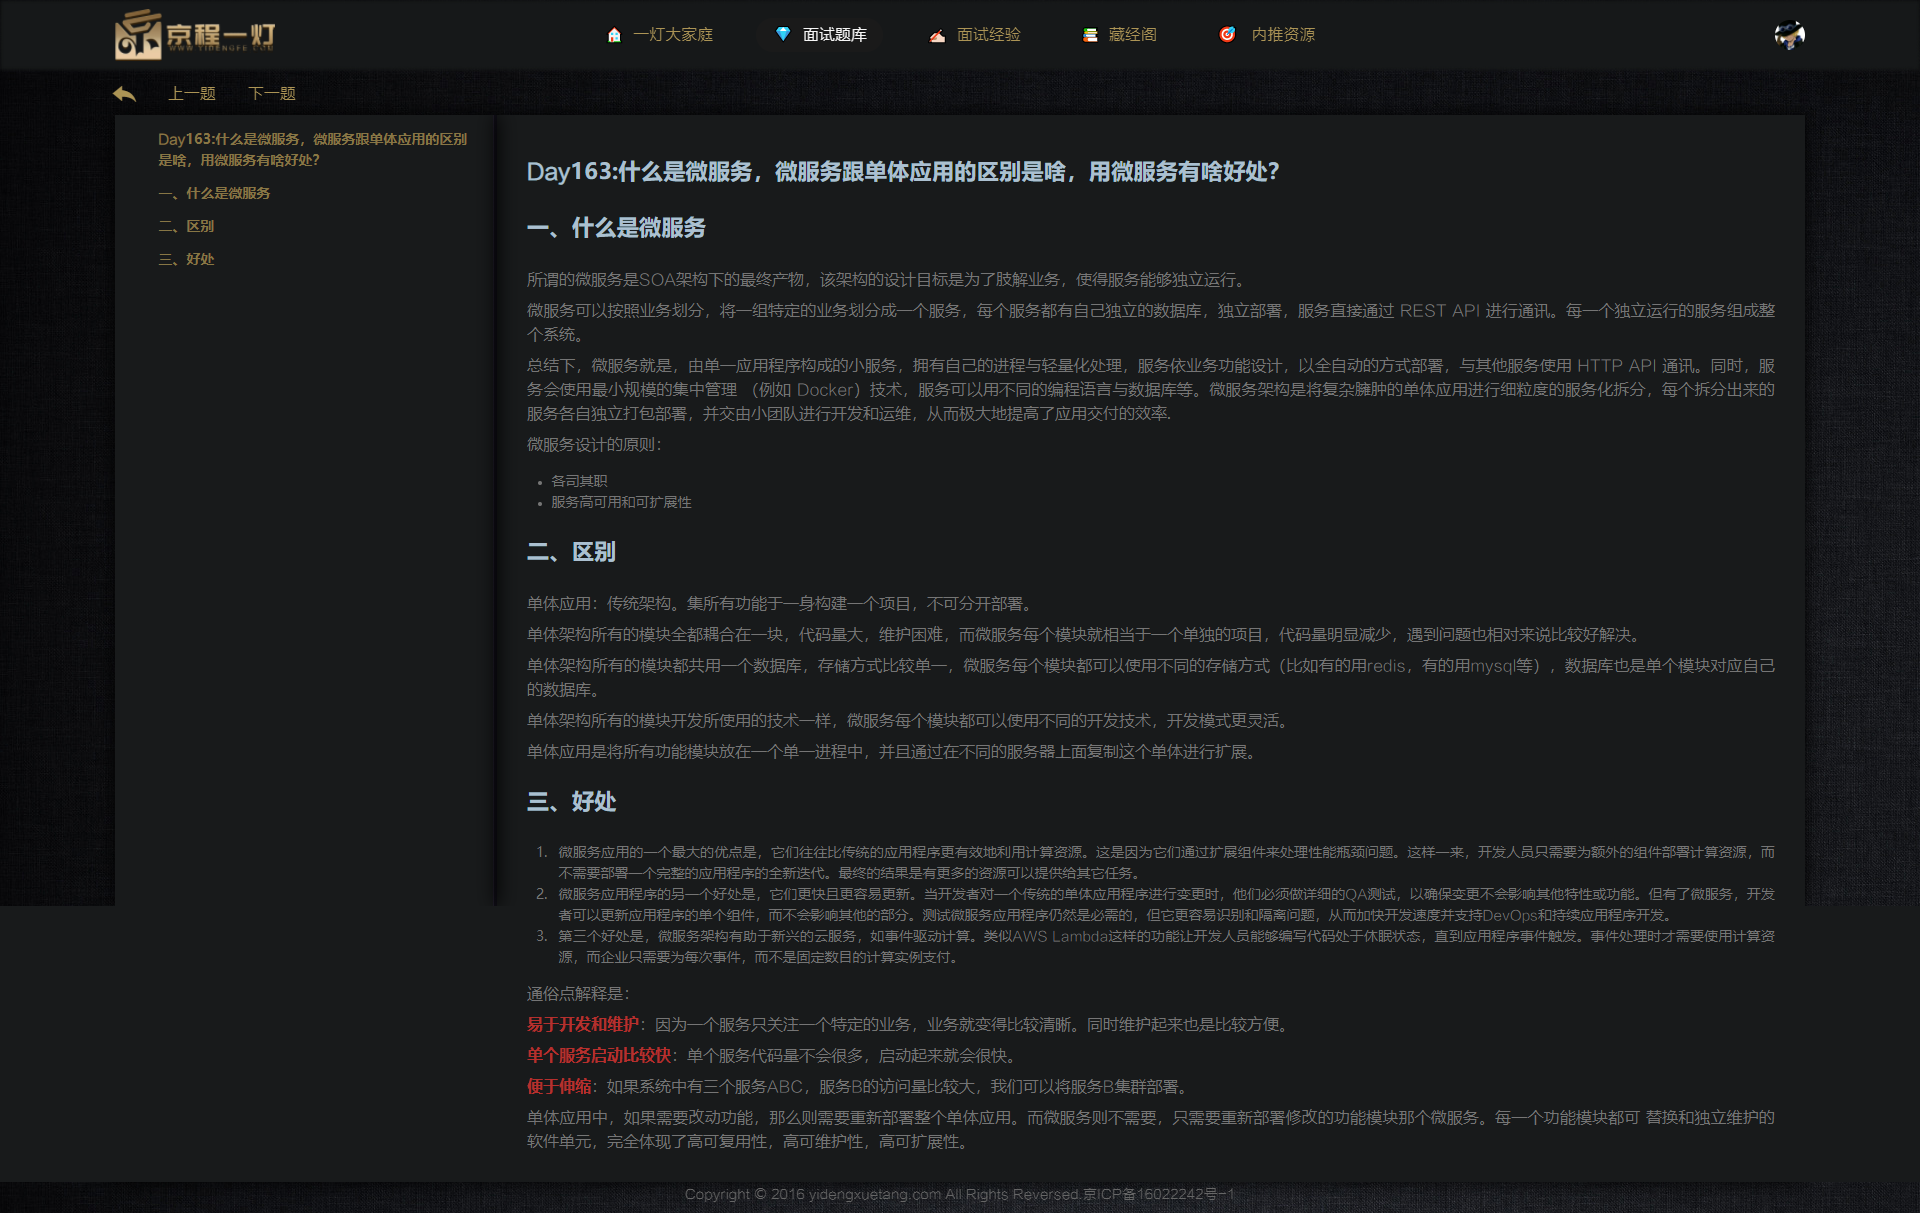 京程一灯
WWW.YIDENGFE.COM
一灯大家庭 面试题库 面试经验 藏经阁 内推资源
上一题 下一题
Day163:什么是微服务，微服务跟单体应用的区别
是啥，用微服务有啥好处？
一、什么是微服务
二、区别
三、好处
Day163:什么是微服务，微服务跟单体应用的区别是啥，用微服务有啥好处？
一、什么是微服务
所谓的微服务是SOA架构下的最终产物，该架构的设计目标是为了肢解业务，使得服务能够独立运行。
微服务可以按照业务划分，将一组特定的业务划分成一个服务，每个服务都有自己独立的数据库，独立部署，服务直接通过 REST API 进行通讯。每一个独立运行的服务组成整
个系统。
总结下，微服务就是，由单一应用程序构成的小服务，拥有自己的进程与轻量化处理，服务依业务功能设计，以全自动的方式部署，与其他服务使用 HTTP API 通讯。同时，服
务会使用最小规模的集中管理 （例如 Docker）技术，服务可以用不同的编程语言与数据库等。微服务架构是将复杂臃肿的单体应用进行细粒度的服务化拆分，每个拆分出来的
服务各自独立打包部署，并交由小团队进行开发和运维，从而极大地提高了应用交付的效率.
微服务设计的原则：
• 各司其职
• 服务高可用和可扩展性
二、区别
单体应用：传统架构。集所有功能于一身构建一个项目，不可分开部署。
单体架构所有的模块全都耦合在一块，代码量大，维护困难，而微服务每个模块就相当于一个单独的项目，代码量明显减少，遇到问题也相对来说比较好解决。
单体架构所有的模块都共用一个数据库，存储方式比较单一，微服务每个模块都可以使用不同的存储方式（比如有的用redis，有的用mysql等），数据库也是单个模块对应自己
的数据库。
单体架构所有的模块开发所使用的技术一样，微服务每个模块都可以使用不同的开发技术，开发模式更灵活。
单体应用是将所有功能模块放在一个单一进程中，并且通过在不同的服务器上面复制这个单体进行扩展。
三、好处
1. 微服务应用的一个最大的优点是，它们往往比传统的应用程序更有效地利用计算资源。这是因为它们通过扩展组件来处理性能瓶颈问题。这样一来，开发人员只需要为额外的组件部署计算资源，而
不需要部署一个完整的应用程序的全新迭代。最终的结果是有更多的资源可以提供给其它任务。
2. 微服务应用程序的另一个好处是，它们更快且更容易更新。当开发者对一个传统的单体应用程序进行变更时，他们必须做详细的QA测试，以确保变更不会影响其他特性或功能。但有了微服务，开发
者可以更新应用程序的单个组件，而不会影响其他的部分。测试微服务应用程序仍然是必需的，但它更容易识别和隔离问题，从而加快开发速度并支持DevOps和持续应用程序开发。
3. 第三个好处是，微服务架构有助于新兴的云服务，如事件驱动计算。类似AWS Lambda这样的功能让开发人员能够编写代码处于休眠状态，直到应用程序事件触发。事件处理时才需要使用计算资
源，而企业只需要为每次事件，而不是固定数目的计算实例支付。
通俗点解释是：
易于开发和维护：因为一个服务只关注一个特定的业务，业务就变得比较清晰。同时维护起来也是比较方便。
单个服务启动比较快：单个服务代码量不会很多，启动起来就会很快。
便于伸缩：如果系统中有三个服务ABC，服务B的访问量比较大，我们可以将服务B集群部署。
单体应用中，如果需要改动功能，那么则需要重新部署整个单体应用。而微服务则不需要，只需要重新部署修改的功能模块那个微服务。每一个功能模块都可 替换和独立维护的
软件单元，完全体现了高可复用性，高可维护性，高可扩展性。
Copyright © 2016 yidengxuetang.com All Rights Reversed.京ICP备16022242号-1